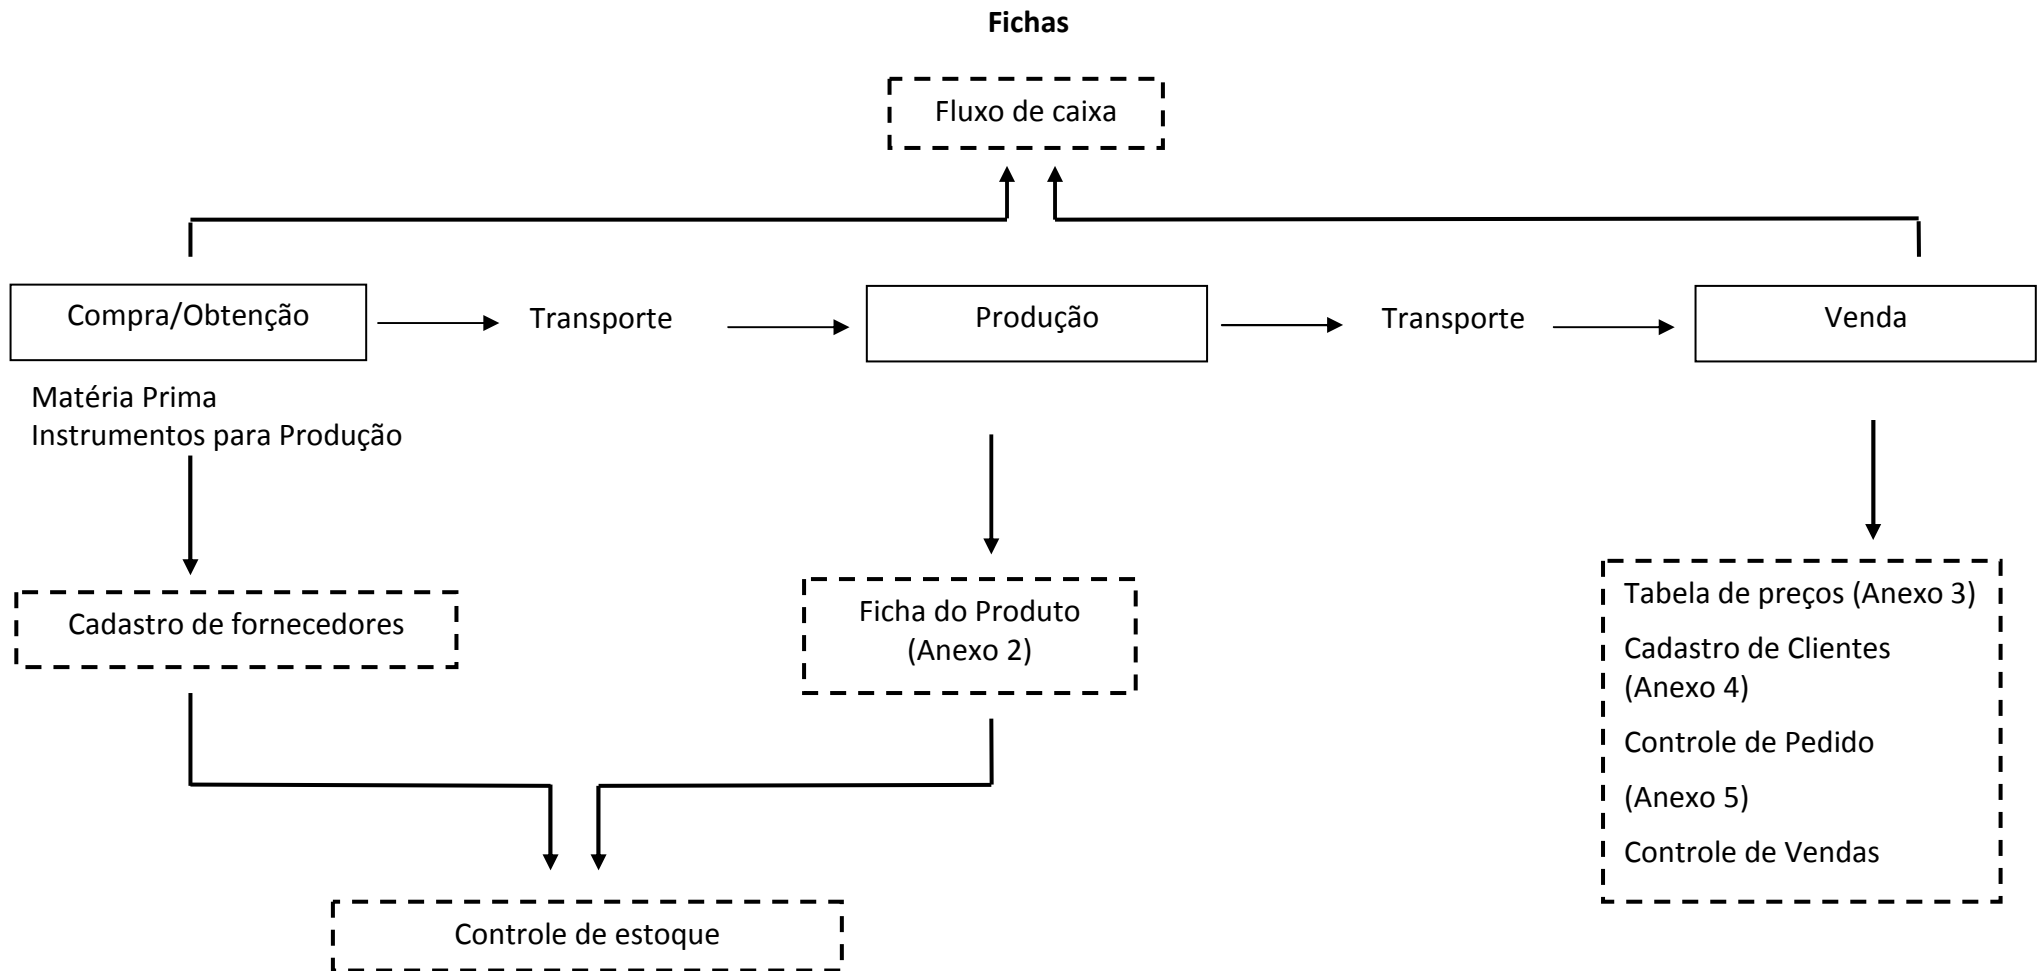 Fichas
Fluxo de caixa
Compra/Obtenção
Transporte
Produção
Transporte
Venda
Matéria Prima
Instrumentos para Produção
Cadastro de fornecedores
Ficha do Produto
(Anexo 2)
Tabela de preços (Anexo 3)
Cadastro de Clientes
(Anexo 4)
Controle de Pedido
(Anexo 5)
Controle de Vendas
Controle de estoque